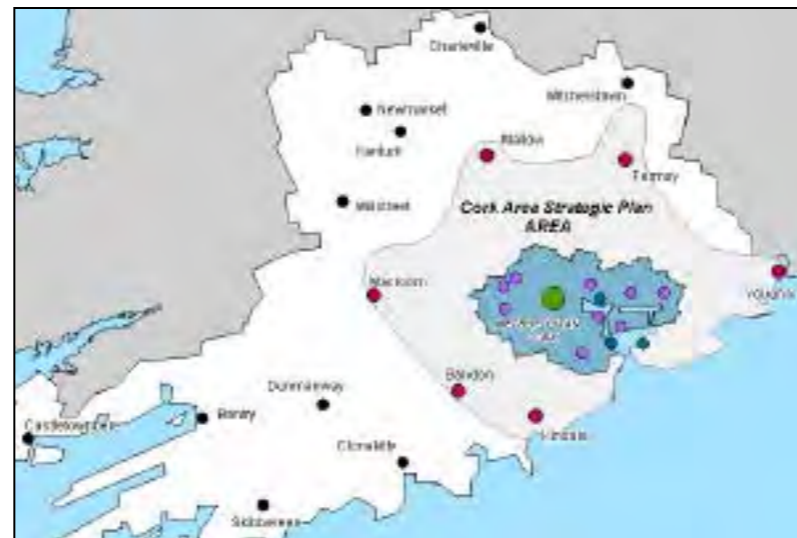 Charleville
Mitchelstown
Newmarket
Kanturk
Mallow
Fermoy
Millstreet
Cork Area Strategic Plan
AREA
Youghal
Macroom
Bandon
Dunmanway
Bantry
Castletownbere
Kinsale
Clonakilty
Skibbereen